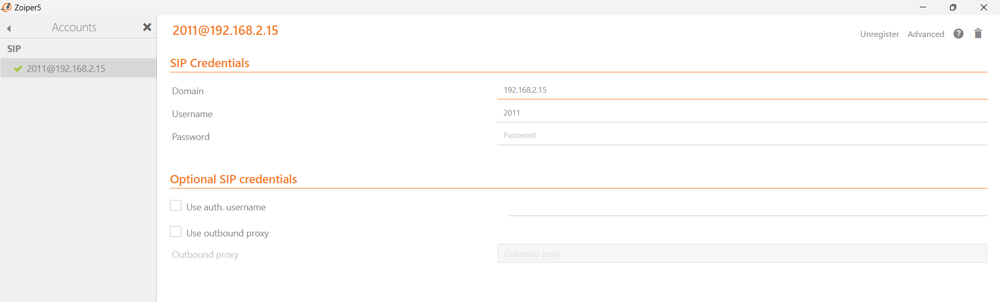 Zoiper5
Accounts
SIP
2011@192.168.2.15
2011@192.168.2.15
Unregister Advanced ?
SIP Credentials
Domain 192.168.2.15
Username 2011
Password Password
Optional SIP credentials
Use auth. username
Use outbound proxy
Outbound proxy Outbound proxy